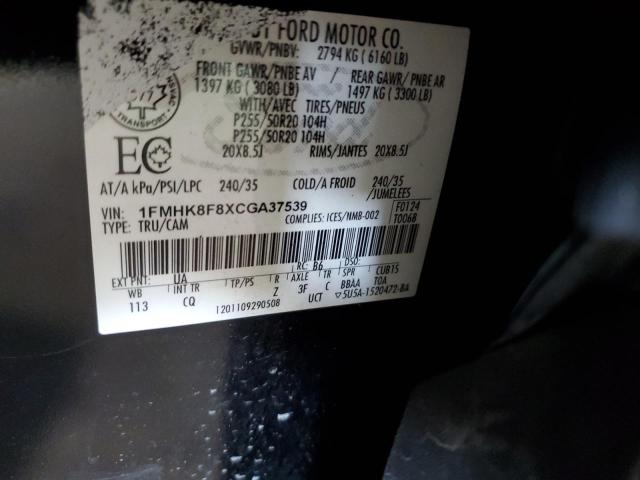 FORD MOTOR CO.
GVWR/PNBV: 2794 KG ( 6160 LB)
FRONT GAWR/PNBE AV / REAR GAWR/ PNBE AR
1397 KG ( 3080 LB) 1497 KG ( 3300 LB)
WITH/AVEC TIRES/PNEUS
P255/50R20 104H
P255/50R20 104H
20X8.5J RIMS/JANTES 20X8.5J
NSVAC
TRANSPORT
EC
AT/A kPa/PSI/LPC 240/35 COLD/A FROID 240/35
/JUMELEES
VIN: 1FMHK8F8XCGA37539 F0124
TYPE: TRU/CAM COMPLIES: ICES/NMB-002 T0068
EXT PNT: UA RC: B6 DSO:
WB INT TR TP/PS R AXLE TR SPR CUB15
113 CQ Z 3F C BBAA TOA
1201109290508 UCT ▽5U5A-1520472-BA